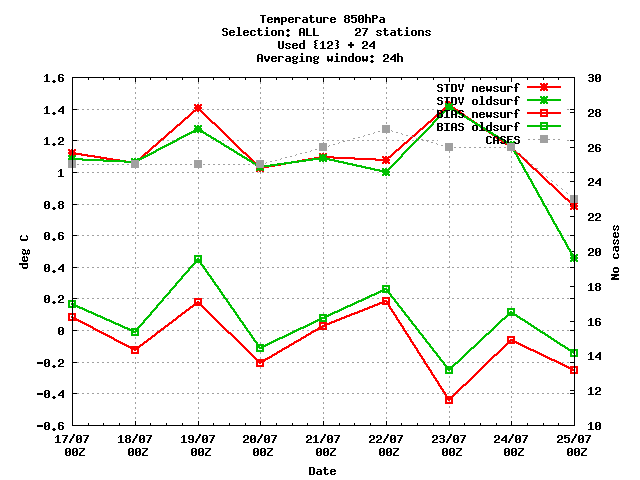 Temperature 850hPa
Selection: ALL 27 stations
Used {12} + 24
Averaging window: 24h
STDV newsurf
STDV oldsurf
BIAS newsurf
BIAS oldsurf
CASES
deg C
1.6
1.4
1.2
1
0.8
0.6
0.4
0.2
0
-0.2
-0.4
-0.6
No cases
30
28
26
24
22
20
18
16
14
12
10
17/07 18/07 19/07 20/07 21/07 22/07 23/07 24/07 25/07
00Z 00Z 00Z 00Z 00Z 00Z 00Z 00Z 00Z
Date